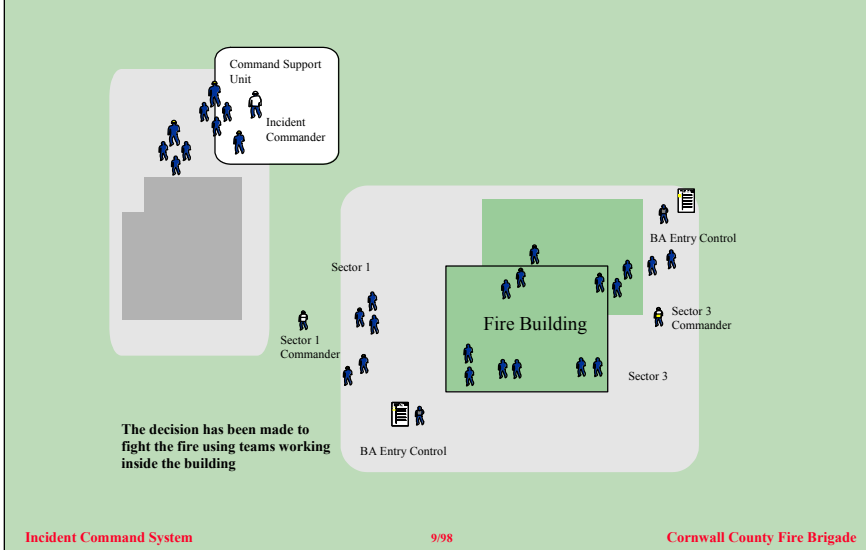 Command Support
Unit
Incident
Commander
BA Entry Control
Sector 1
Sector 3
Commander
Fire Building
Sector 1
Commander
Sector 3
The decision has been made to
fight the fire using teams working
inside the building
BA Entry Control
Incident Command System
9/98
Cornwall County Fire Brigade